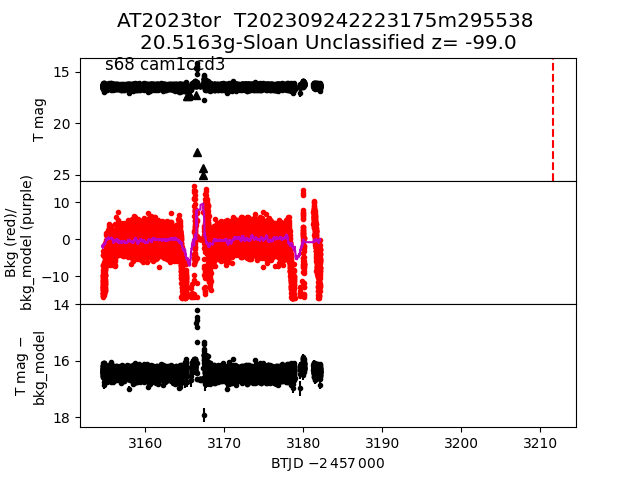 AT2023tor  T202309242223175m295538
20.5163g-Sloan Unclassified z= -99.0
s68 cam1ccd3
15
20
25
T mag
10
0
−10
Bkg (red)/
bkg_model (purple)
14
16
18
T mag −
bkg_model
3160
3170
3180
3190
3200
3210
BTJD −2 457 000